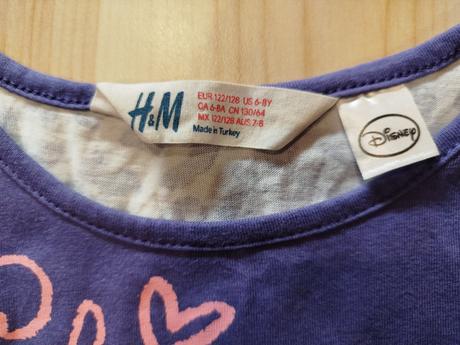 H&M
EUR 122/128 US 6-8Y
CA 6-8A CN 130/64
MX 122/128 AUS 7-8
Made in Turkey
Disney